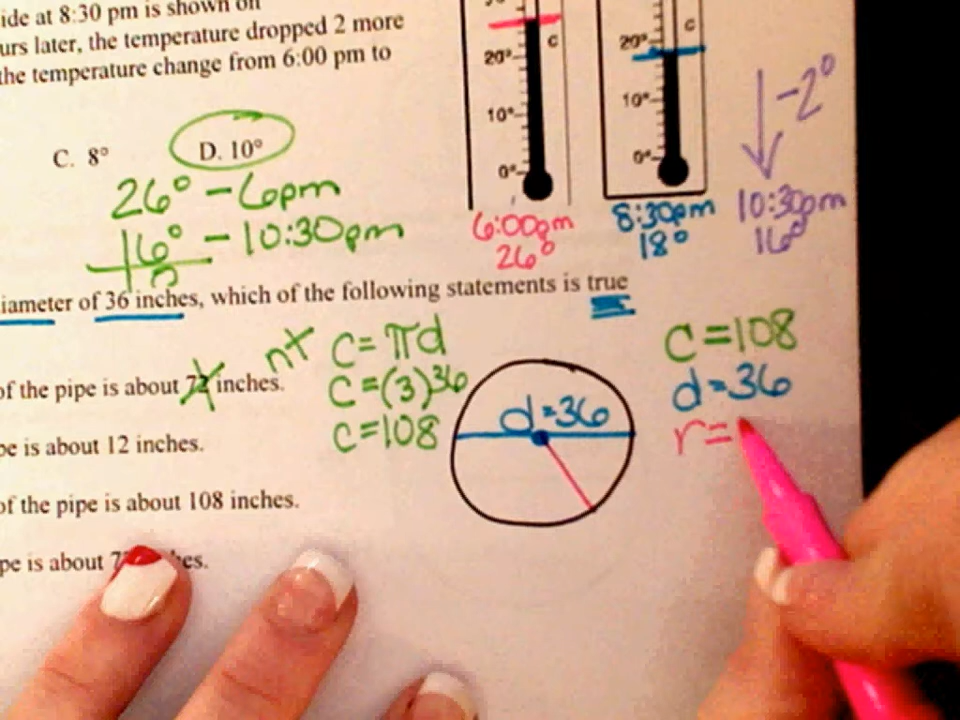 ide at 8:30 pm is shown on
urs later, the temperature dropped 2 more
the temperature change from 6:00 pm to
C. 8° D. 10°
26° - 6pm
16° - 10:30pm
c
20°
10°
0°
6:00pm
26°
c
20°
10°
0°
8:30pm
18°
-2°
10:30pm
16°
iameter of 36 inches, which of the following statements is true
of the pipe is about 72 inches.
pe is about 12 inches.
of the pipe is about 108 inches.
pe is about
C = πd
C = (3)36
C = 108
d = 36
C = 108
d = 36
r =